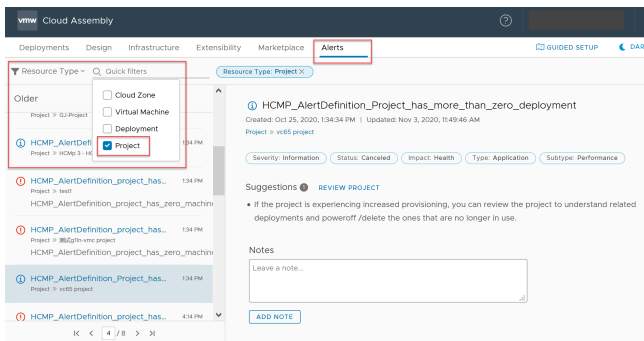 vmw Cloud Assembly
Deployments Design Infrastructure Extensibility Marketplace Alerts GUIDED SETUP DAR
Resource Type Quick filters Resource Type: Project ×
Cloud Zone
Virtual Machine
Deployment
Project
Older
Project » GJ-Project
HCMP_AlertDefi 1:34 PM
Project » HCMp 3 - HC
HCMP_AlertDefinition_project_has... 1:34 PM
Project » test1
HCMP_AlertDefinition_project_has_zero_machin
HCMP_AlertDefinition_project_has... 1:34 PM
HCMP_AlertDefinition_project_has_zero_machin
HCMP_AlertDefinition_Project_has... 1:34 PM
Project » vc65 project
HCMP_AlertDefinition_project_has... 4:14 PM
4 / 8
HCMP_AlertDefinition_Project_has_more_than_zero_deployment
Created: Oct 25, 2020, 1:34:34 PM | Updated: Nov 3, 2020, 11:49:46 AM
Project » vc65 project
Severity: Information Status: Canceled Impact: Health Type: Application Subtype: Performance
Suggestions REVIEW PROJECT
• If the project is experiencing increased provisioning, you can review the project to understand related
deployments and poweroff /delete the ones that are no longer in use.
Notes
Leave a note...
ADD NOTE